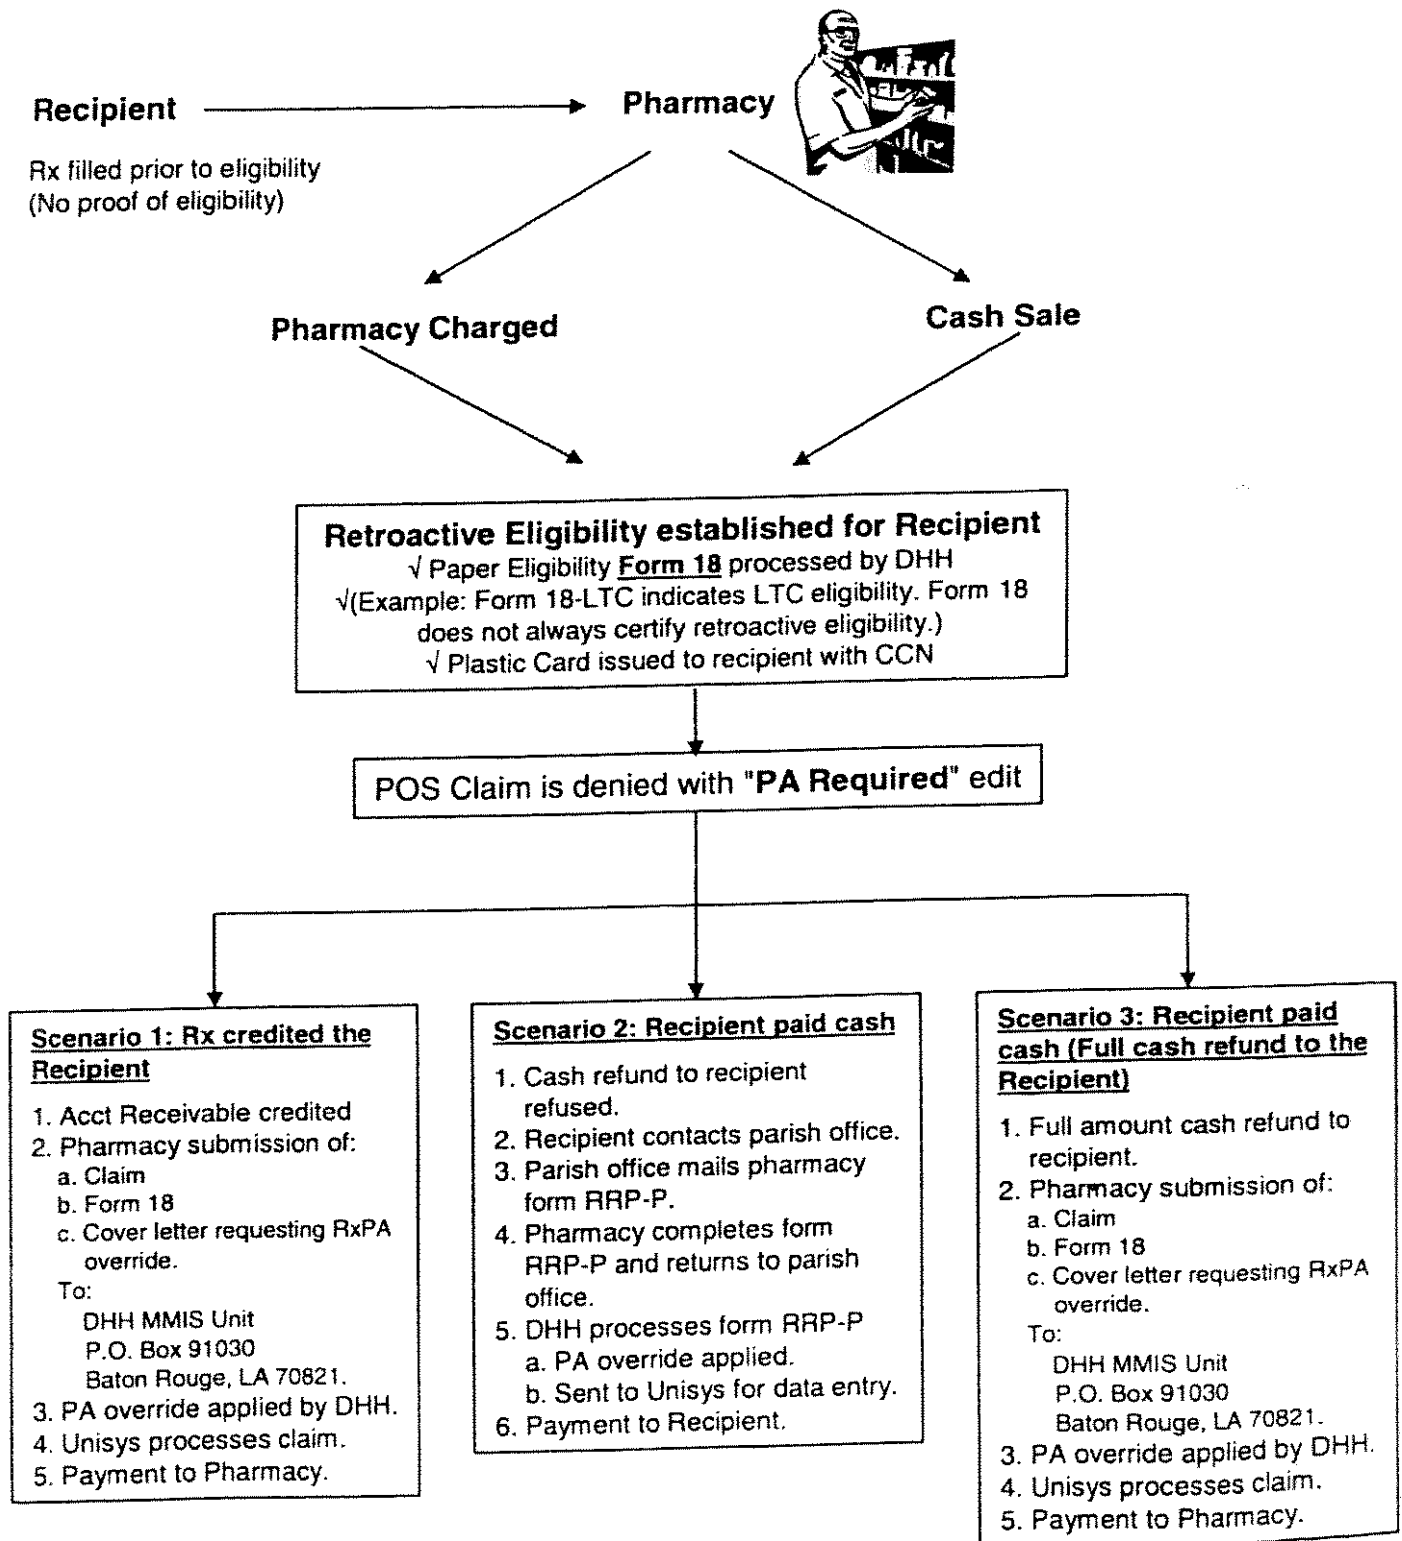 Recipient
Pharmacy
Rx filled prior to eligibility
(No proof of eligibility)
Pharmacy Charged
Cash Sale
Retroactive Eligibility established for Recipient
√ Paper Eligibility Form 18 processed by DHH
√(Example: Form 18-LTC indicates LTC eligibility. Form 18
does not always certify retroactive eligibility.)
√ Plastic Card issued to recipient with CCN
POS Claim is denied with "PA Required" edit
Scenario 1: Rx credited the
Recipient
1. Acct Receivable credited
2. Pharmacy submission of:
a. Claim
b. Form 18
c. Cover letter requesting RxPA
override.
To:
DHH MMIS Unit
P.O. Box 91030
Baton Rouge, LA 70821.
3. PA override applied by DHH.
4. Unisys processes claim.
5. Payment to Pharmacy.
Scenario 2: Recipient paid cash
1. Cash refund to recipient
refused.
2. Recipient contacts parish office.
3. Parish office mails pharmacy
form RRP-P.
4. Pharmacy completes form
RRP-P and returns to parish
office.
5. DHH processes form RRP-P
a. PA override applied.
b. Sent to Unisys for data entry.
6. Payment to Recipient.
Scenario 3: Recipient paid
cash (Full cash refund to the
Recipient)
1. Full amount cash refund to
recipient.
2. Pharmacy submission of:
a. Claim
b. Form 18
c. Cover letter requesting RxPA
override.
To:
DHH MMIS Unit
P.O. Box 91030
Baton Rouge, LA 70821.
3. PA override applied by DHH.
4. Unisys processes claim.
5. Payment to Pharmacy.